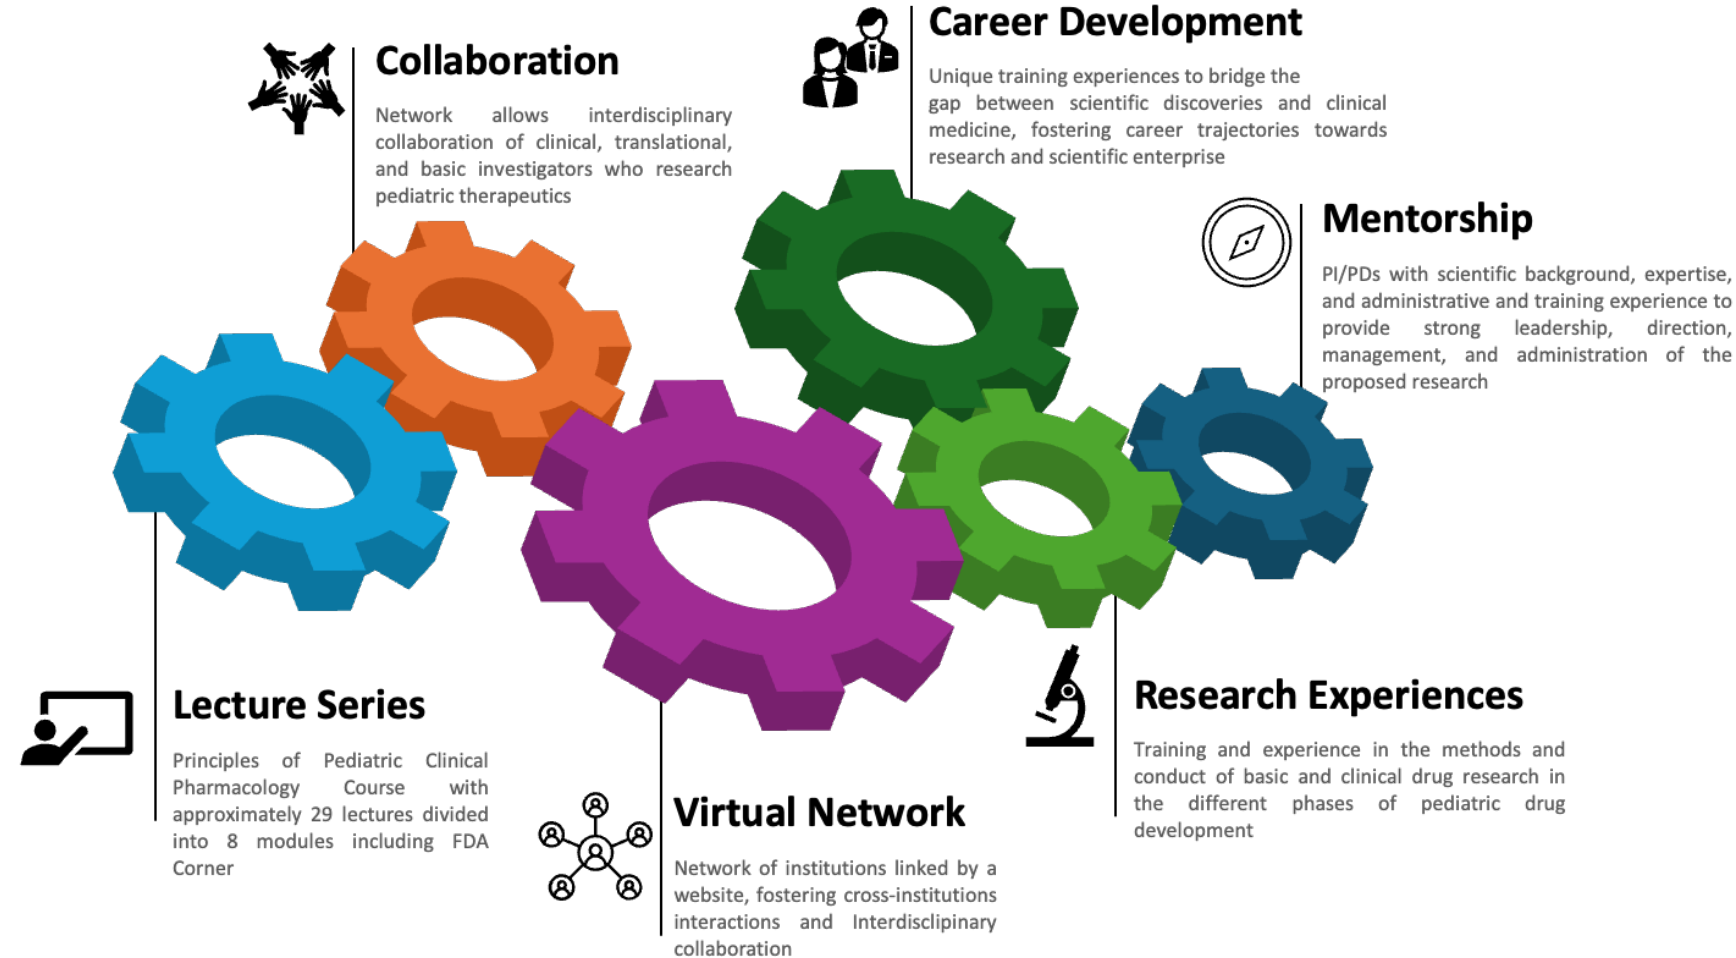 Collaboration
Network allows interdisciplinary
collaboration of clinical, translational,
and basic investigators who research
pediatric therapeutics
Career Development
Unique training experiences to bridge the
gap between scientific discoveries and clinical
medicine, fostering career trajectories towards
research and scientific enterprise
Mentorship
PI/PDs with scientific background, expertise,
and administrative and training experience to
provide strong leadership, direction,
management, and administration of the
proposed research
Lecture Series
Principles of Pediatric Clinical
Pharmacology Course with
approximately 29 lectures divided
into 8 modules including FDA
Corner
Virtual Network
Network of institutions linked by a
website, fostering cross-institutions
interactions and Interdisclipinary
collaboration
Research Experiences
Training and experience in the methods and
conduct of basic and clinical drug research in
the different phases of pediatric drug
development